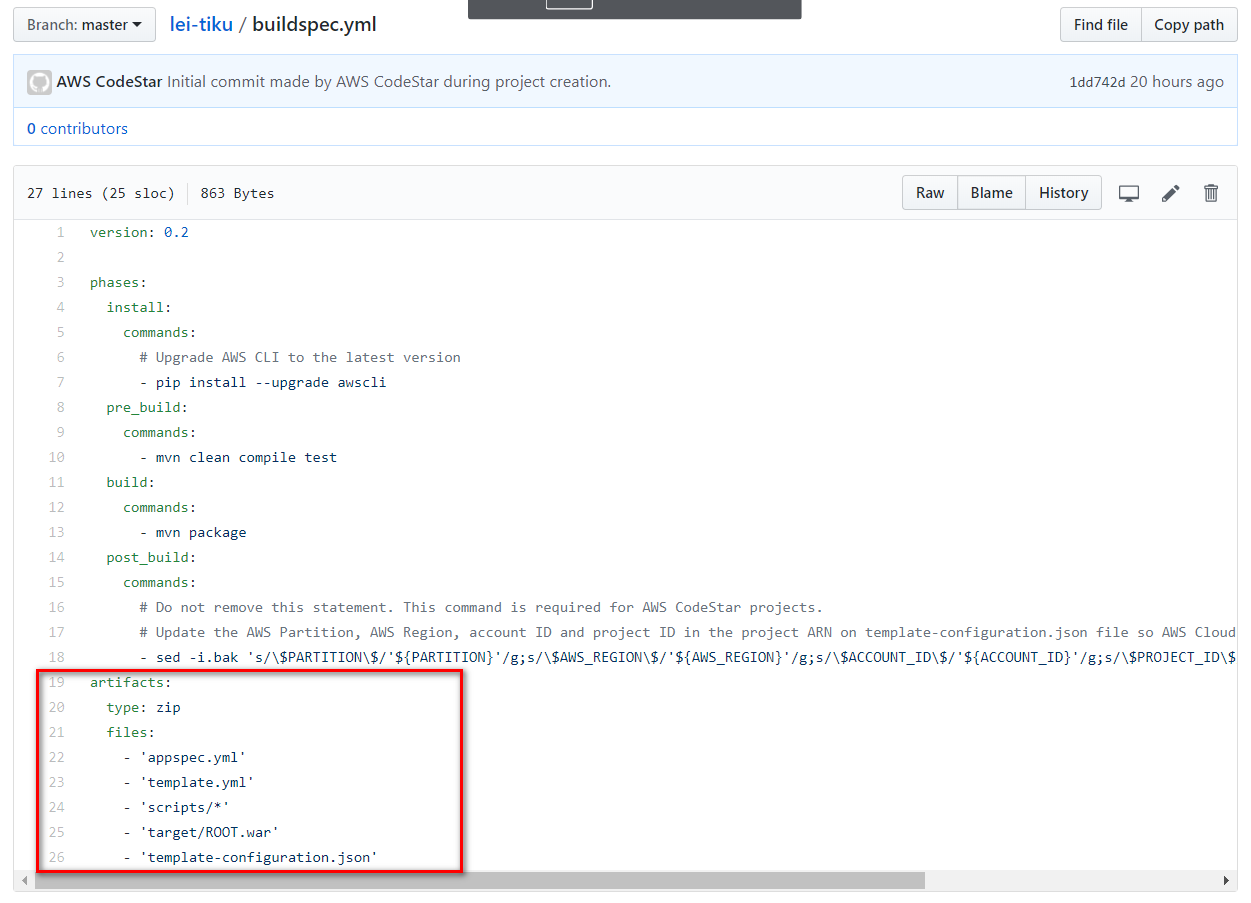 Branch: master
lei-tiku / buildspec.yml
Find file
Copy path
AWS CodeStar Initial commit made by AWS CodeStar during project creation.
1dd742d 20 hours ago
0 contributors
27 lines (25 sloc)
863 Bytes
Raw
Blame
History
1 version: 0.2
2
3 phases:
4   install:
5     commands:
6       # Upgrade AWS CLI to the latest version
7       - pip install --upgrade awscli
8   pre_build:
9     commands:
10       - mvn clean compile test
11   build:
12     commands:
13       - mvn package
14   post_build:
15     commands:
16       # Do not remove this statement. This command is required for AWS CodeStar projects.
17       # Update the AWS Partition, AWS Region, account ID and project ID in the project ARN on template-configuration.json file so AWS Cloud
18       - sed -i.bak 's/\$PARTITION\$/'${PARTITION}'/g;s/\$AWS_REGION\$/'${AWS_REGION}'/g;s/\$ACCOUNT_ID\$/'${ACCOUNT_ID}'/g;s/\$PROJECT_ID\$
19 artifacts:
20   type: zip
21   files:
22     - 'appspec.yml'
23     - 'template.yml'
24     - 'scripts/*'
25     - 'target/ROOT.war'
26     - 'template-configuration.json'